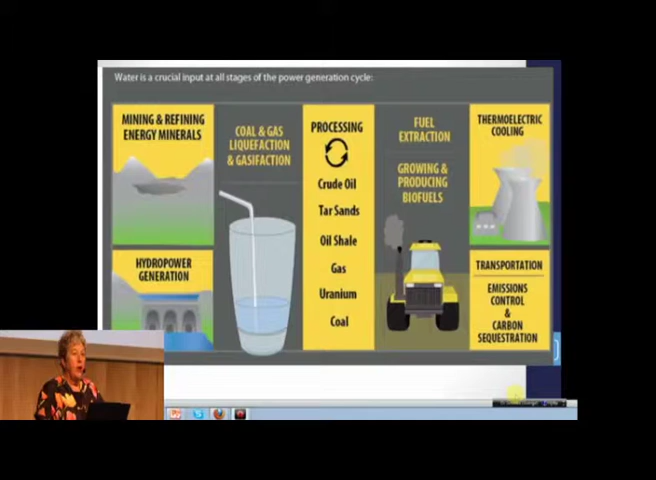 Water is a crucial input at all stages of the power generation cycle:
MINING & REFINING
ENERGY MINERALS
HYDROPOWER
GENERATION
COAL & GAS
LIQUEFACTION
& GASIFACTION
PROCESSING
Crude Oil
Tar Sands
Oil Shale
Gas
Uranium
Coal
FUEL
EXTRACTION
GROWING &
PRODUCING
BIOFUELS
THERMOELECTRIC
COOLING
TRANSPORTATION
EMISSIONS
CONTROL
&
CARBON
SEQUESTRATION